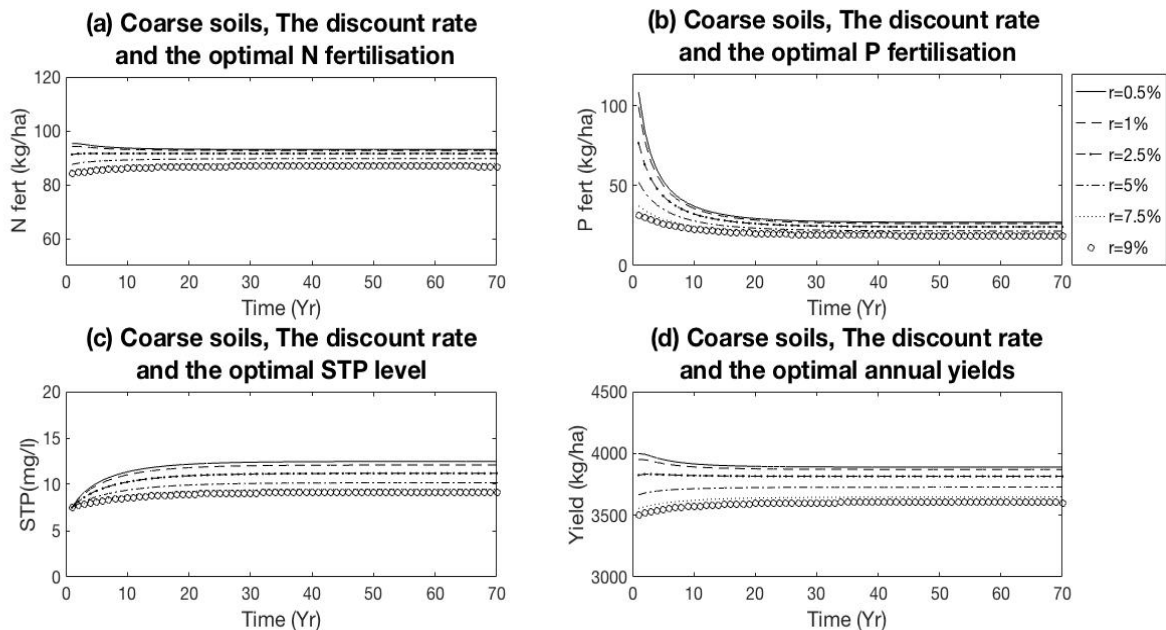 (a) Coarse soils, The discount rate
and the optimal N fertilisation
120
100
80
60
N fert (kg/ha)
0 10 20 30 40 50 60 70
Time (Yr)
(b) Coarse soils, The discount rate
and the optimal P fertilisation
100
50
0
P fert (kg/ha)
0 10 20 30 40 50 60 70
Time (Yr)
r=0.5%
r=1%
r=2.5%
r=5%
r=7.5%
r=9%
(c) Coarse soils, The discount rate
and the optimal STP level
20
15
10
5
0
STP(mg/l)
0 10 20 30 40 50 60 70
Time (Yr)
(d) Coarse soils, The discount rate
and the optimal annual yields
4500
4000
3500
3000
Yield (kg/ha)
0 10 20 30 40 50 60 70
Time (Yr)